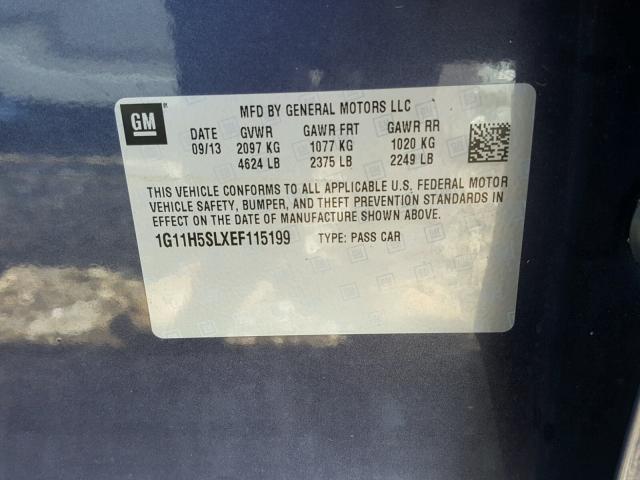 GM
MFD BY GENERAL MOTORS LLC
DATE GVWR GAWR FRT GAWR RR
09/13 2097 KG 1077 KG 1020 KG
4624 LB 2375 LB 2249 LB
THIS VEHICLE CONFORMS TO ALL APPLICABLE U.S. FEDERAL MOTOR
VEHICLE SAFETY, BUMPER, AND THEFT PREVENTION STANDARDS IN
EFFECT ON THE DATE OF MANUFACTURE SHOWN ABOVE.
1G11H5SLXEF115199 TYPE: PASS CAR